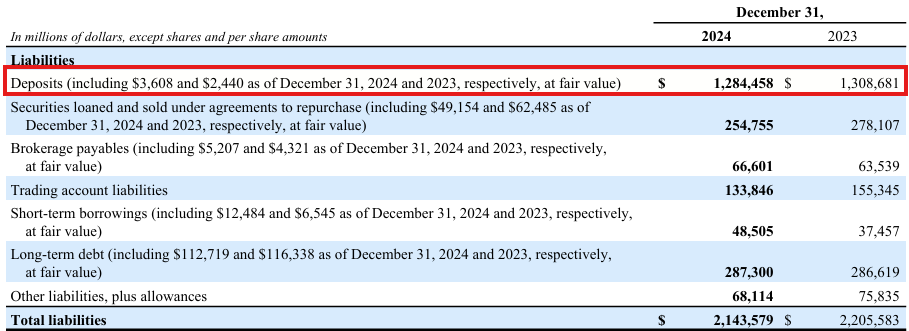 December 31,
In millions of dollars, except shares and per share amounts 2024 2023
Liabilities
Deposits (including $3,608 and $2,440 as of December 31, 2024 and 2023, respectively, at fair value) $ 1,284,458 $ 1,308,681
Securities loaned and sold under agreements to repurchase (including $49,154 and $62,485 as of
December 31, 2024 and 2023, respectively, at fair value) 254,755 278,107
Brokerage payables (including $5,207 and $4,321 as of December 31, 2024 and 2023, respectively,
at fair value) 66,601 63,539
Trading account liabilities 133,846 155,345
Short-term borrowings (including $12,484 and $6,545 as of December 31, 2024 and 2023, respectively,
at fair value) 48,505 37,457
Long-term debt (including $112,719 and $116,338 as of December 31, 2024 and 2023, respectively,
at fair value) 287,300 286,619
Other liabilities, plus allowances 68,114 75,835
Total liabilities $ 2,143,579 $ 2,205,583